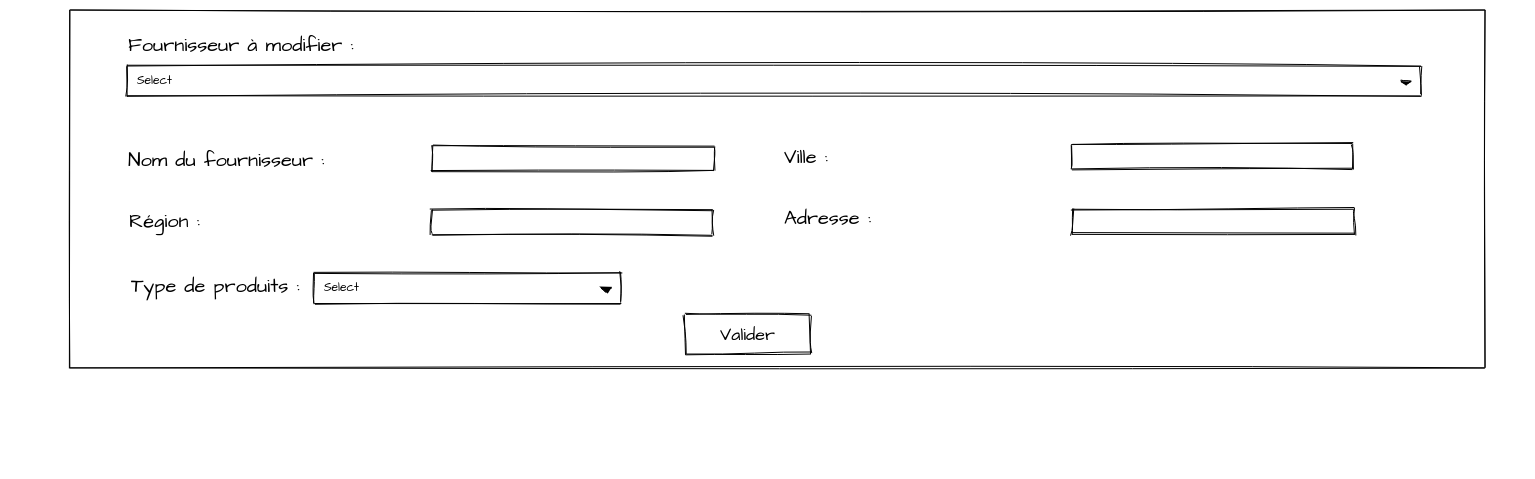 Fournisseur à modifier :
Select
Nom du fournisseur :
Ville :
Région :
Adresse :
Type de produits :
Select
Valider